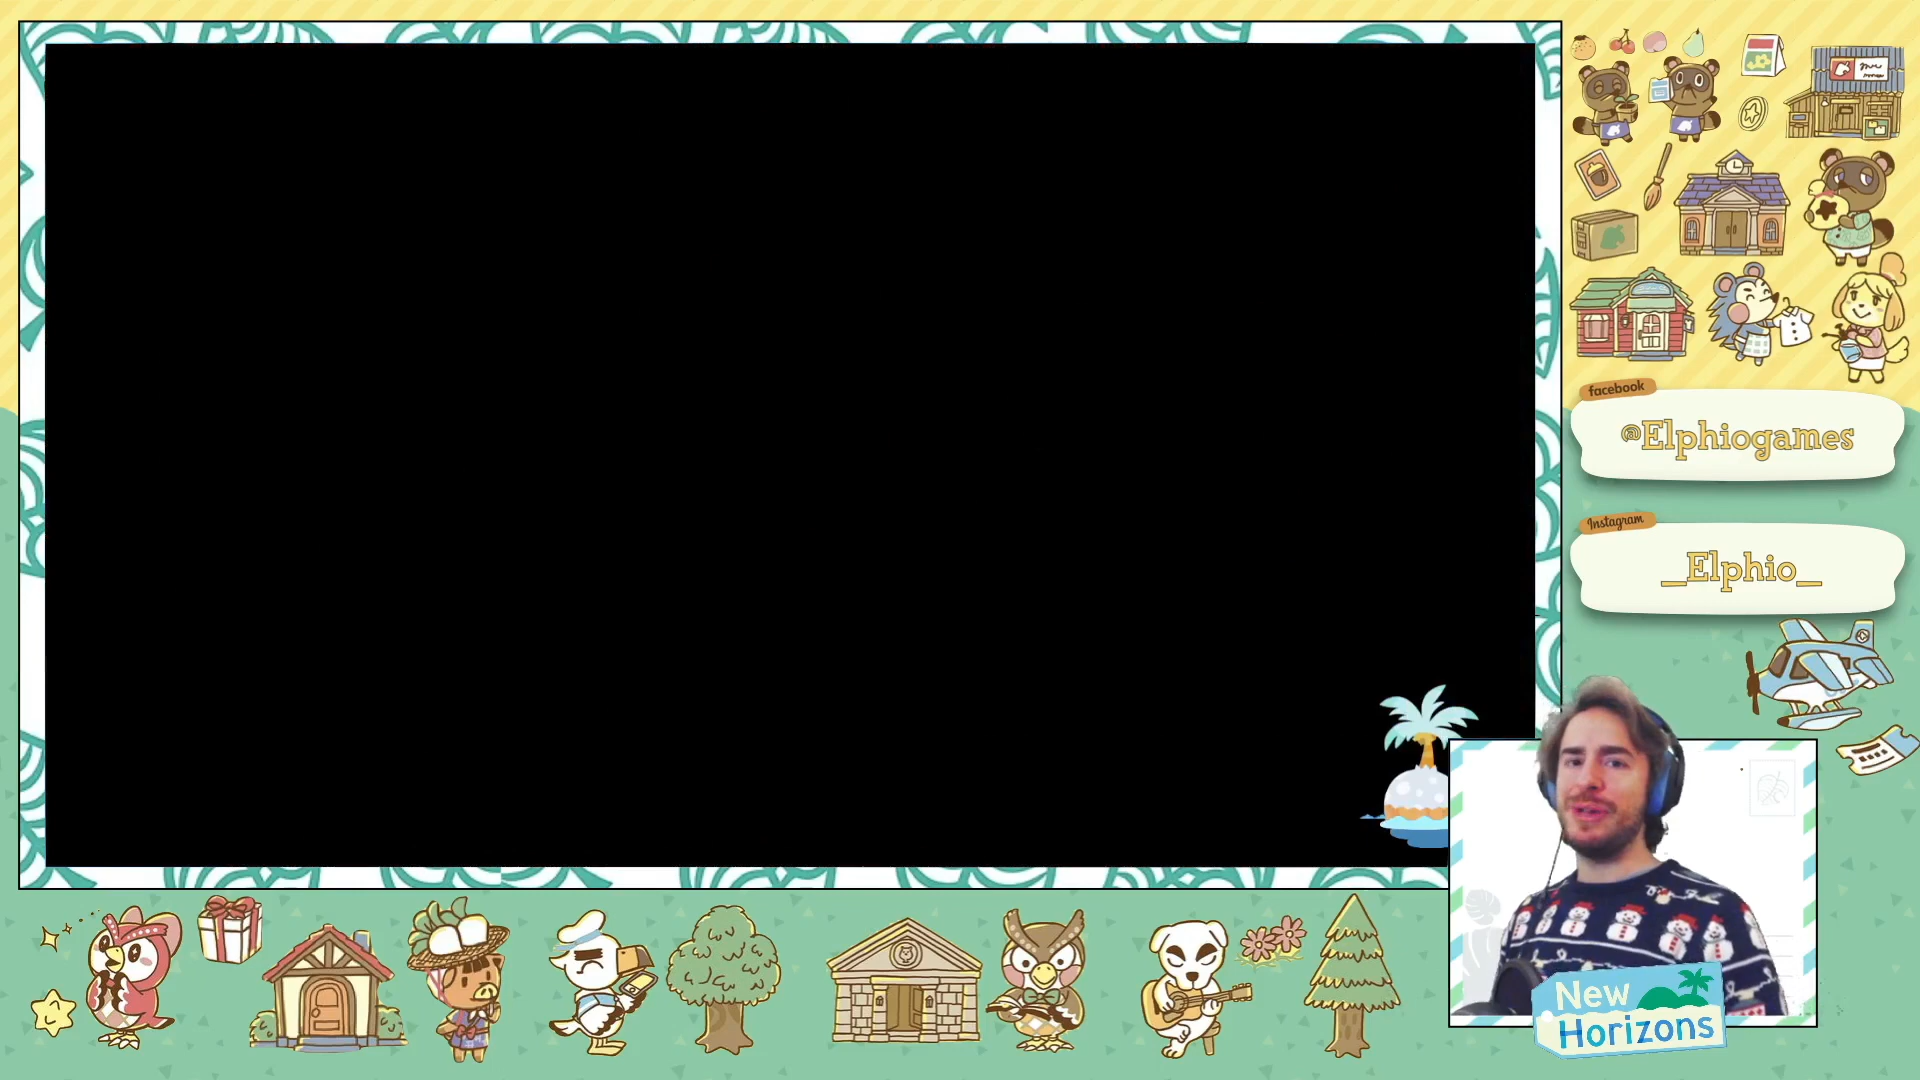 facebook
@Elphiogames
Instagram
_Elphio_
New
Horizons